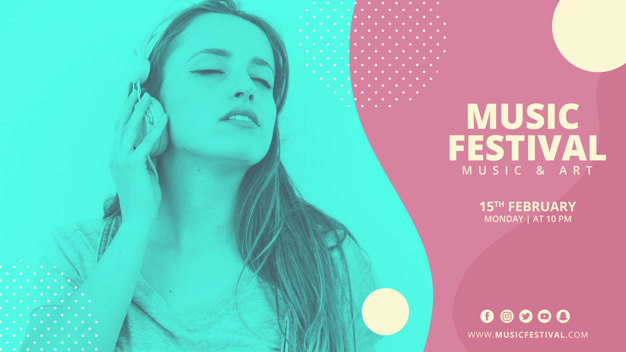 MUSIC
FESTIVAL
MUSIC & ART
15TH FEBRUARY
MONDAY | AT 10 PM
WWW.MUSICFESTIVAL.COM